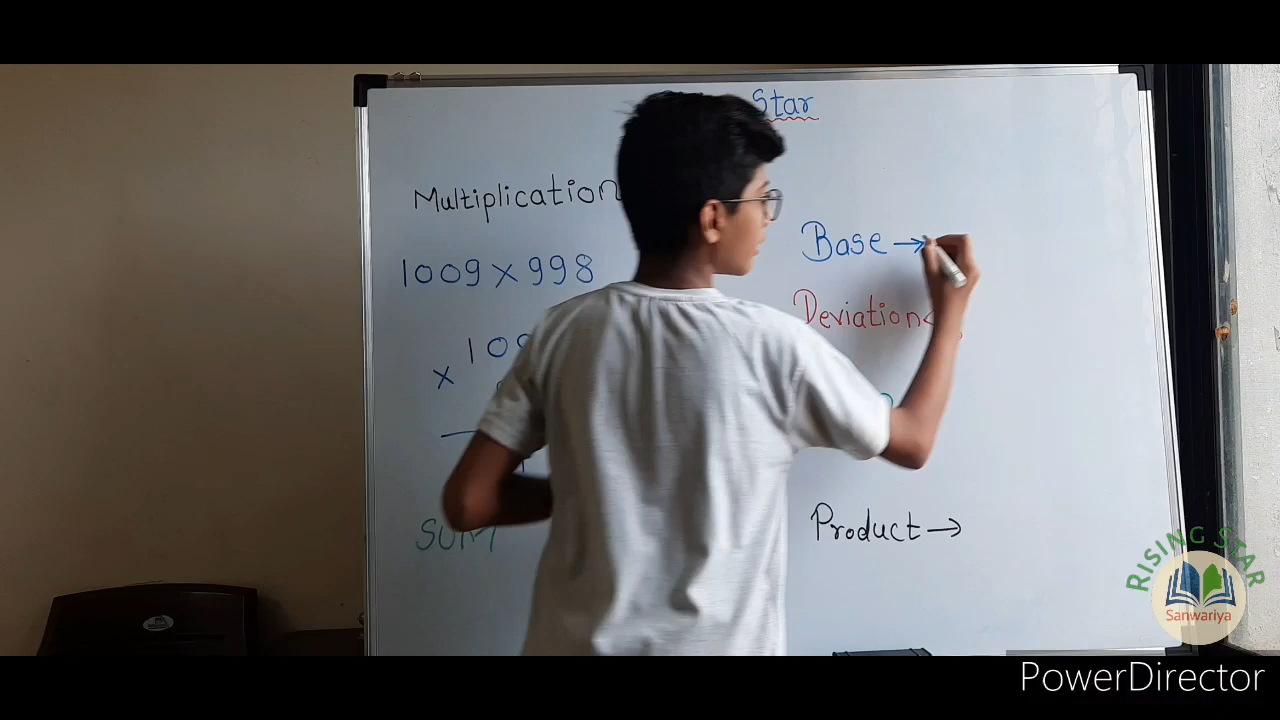 Star
Multiplication
1009 x 998
Base →
Deviation <
x
Product →
RISING STAR
Sanwariya
PowerDirector